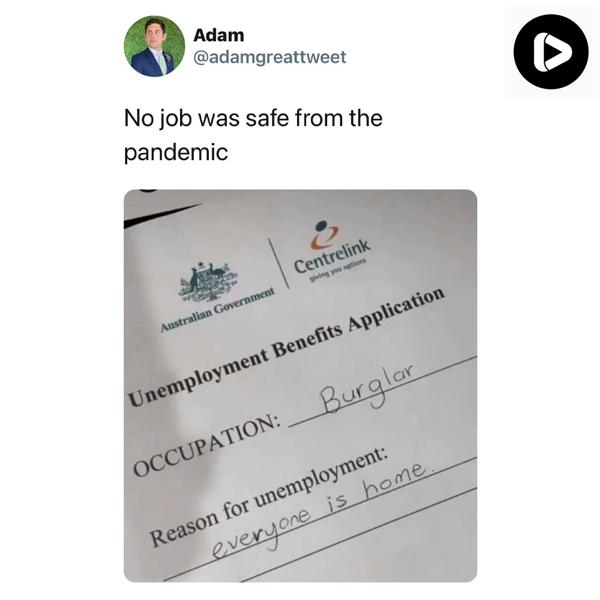 Adam
@adamgreattweet
No job was safe from the
pandemic
Australian Government
Centrelink
giving you options
Unemployment Benefits Application
OCCUPATION: Burglar
Reason for unemployment:
everyone is home.